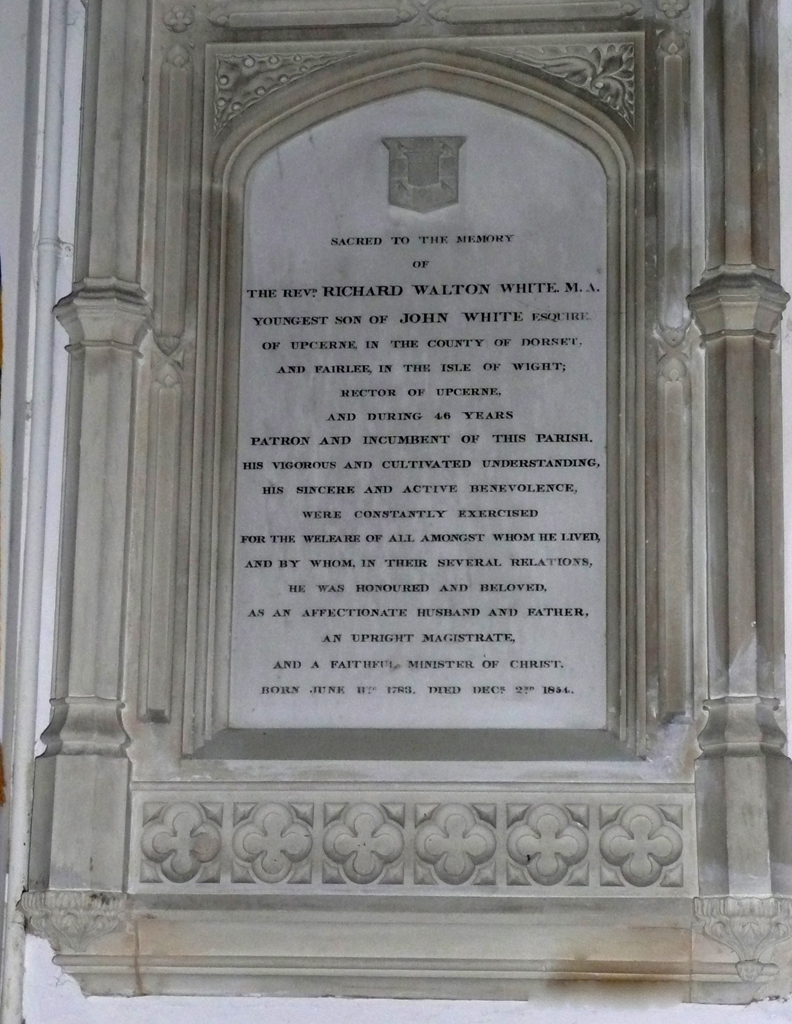 SACRED TO THE MEMORY
OF
THE REVD RICHARD WALTON WHITE. M.A.
YOUNGEST SON OF JOHN WHITE ESQUIRE.
OF UPCERNE, IN THE COUNTY OF DORSET,
AND FAIRLEE, IN THE ISLE OF WIGHT;
RECTOR OF UPCERNE,
AND DURING 46 YEARS
PATRON AND INCUMBENT OF THIS PARISH.
HIS VIGOROUS AND CULTIVATED UNDERSTANDING,
HIS SINCERE AND ACTIVE BENEVOLENCE,
WERE CONSTANTLY EXERCISED
FOR THE WELFARE OF ALL AMONGST WHOM HE LIVED,
AND BY WHOM, IN THEIR SEVERAL RELATIONS,
HE WAS HONOURED AND BELOVED,
AS AN AFFECTIONATE HUSBAND AND FATHER,
AN UPRIGHT MAGISTRATE,
AND A FAITHFUL MINISTER OF CHRIST.
BORN JUNE 11TH 1783. DIED DECR 2ND 1854.